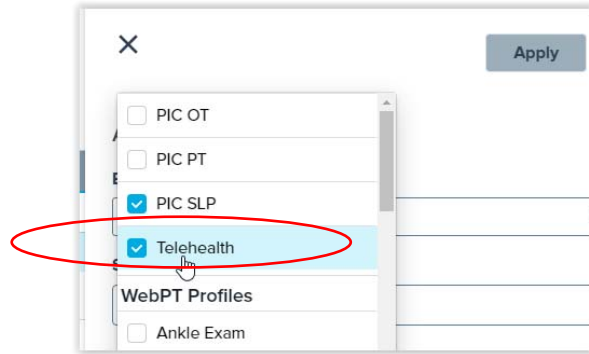 Apply
PIC OT
PIC PT
PIC SLP
Telehealth
WebPT Profiles
Ankle Exam